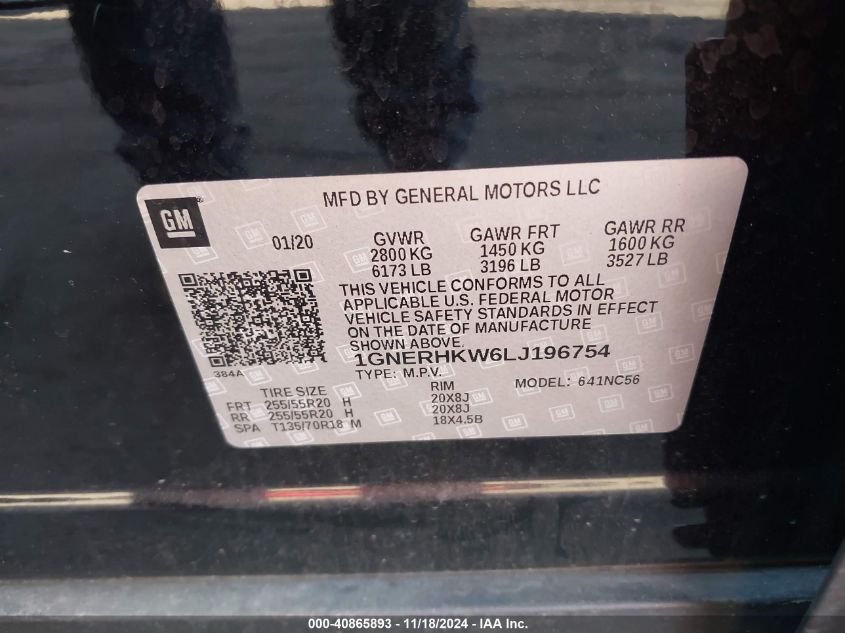 MFD BY GENERAL MOTORS LLC
GM
01/20
GVWR GAWR FRT GAWR RR
2800 KG 1450 KG 1600 KG
6173 LB 3196 LB 3527 LB
THIS VEHICLE CONFORMS TO ALL
APPLICABLE U.S. FEDERAL MOTOR
VEHICLE SAFETY STANDARDS IN EFFECT
ON THE DATE OF MANUFACTURE
SHOWN ABOVE.
384A
1GNERHKW6LJ196754
TYPE: M.P.V. MODEL: 641NC56
TIRE SIZE RIM
FRT 255/55R20 H 20X8J
RR 255/55R20 H 20X8J
SPA T135/70R18 M 18X4.5B
000-40865893 - 11/18/2024 - IAA Inc.